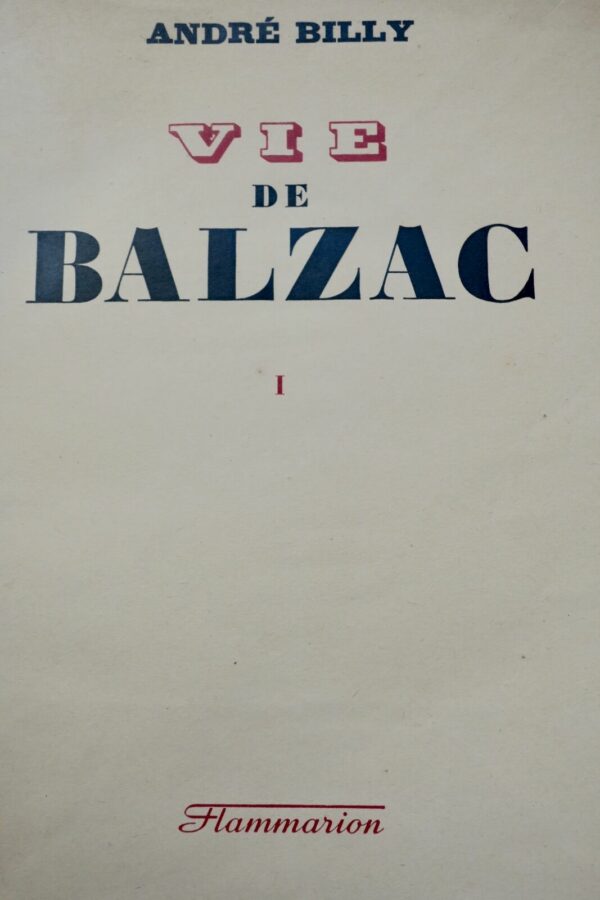 ANDRÉ BILLY
VIE
DE
BALZAC
I
Flammarion